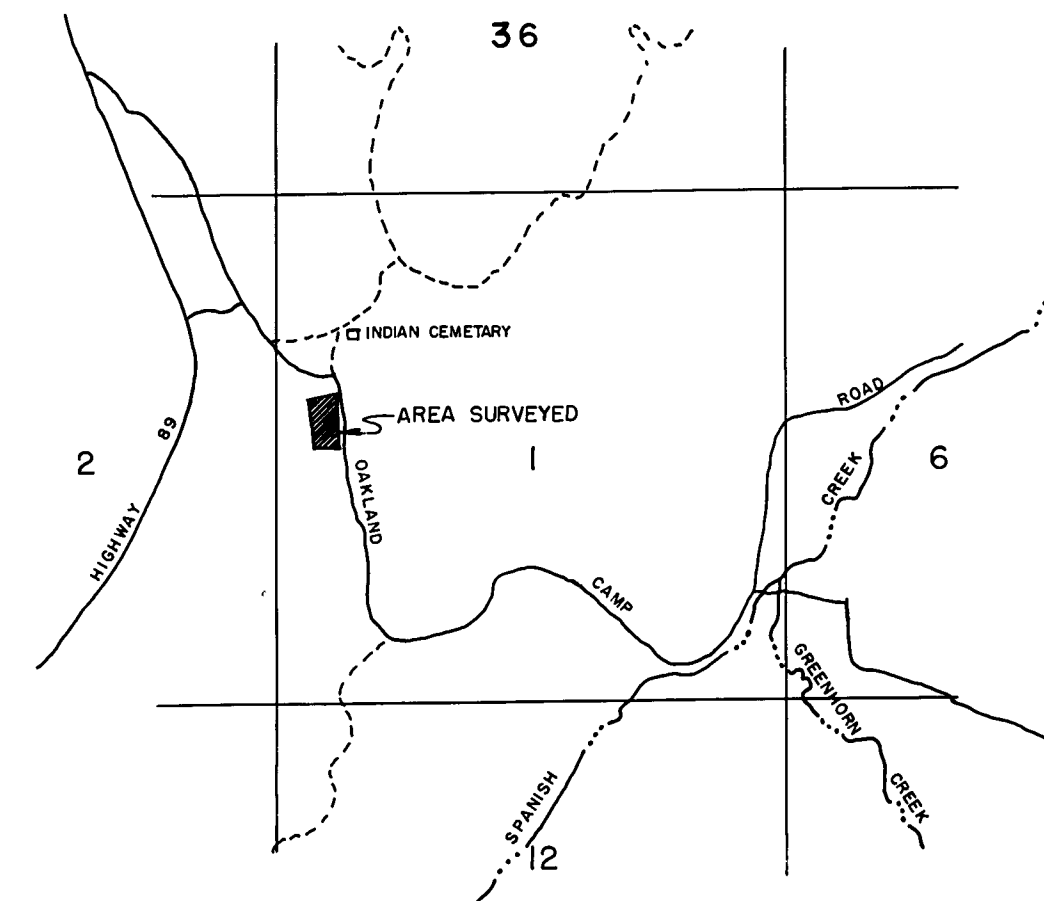 36
INDIAN CEMETARY
AREA SURVEYED
ROAD
HIGHWAY 89
2
OAKLAND
1
CREEK
6
CAMP
GREENHORN
CREEK
SPANISH
12